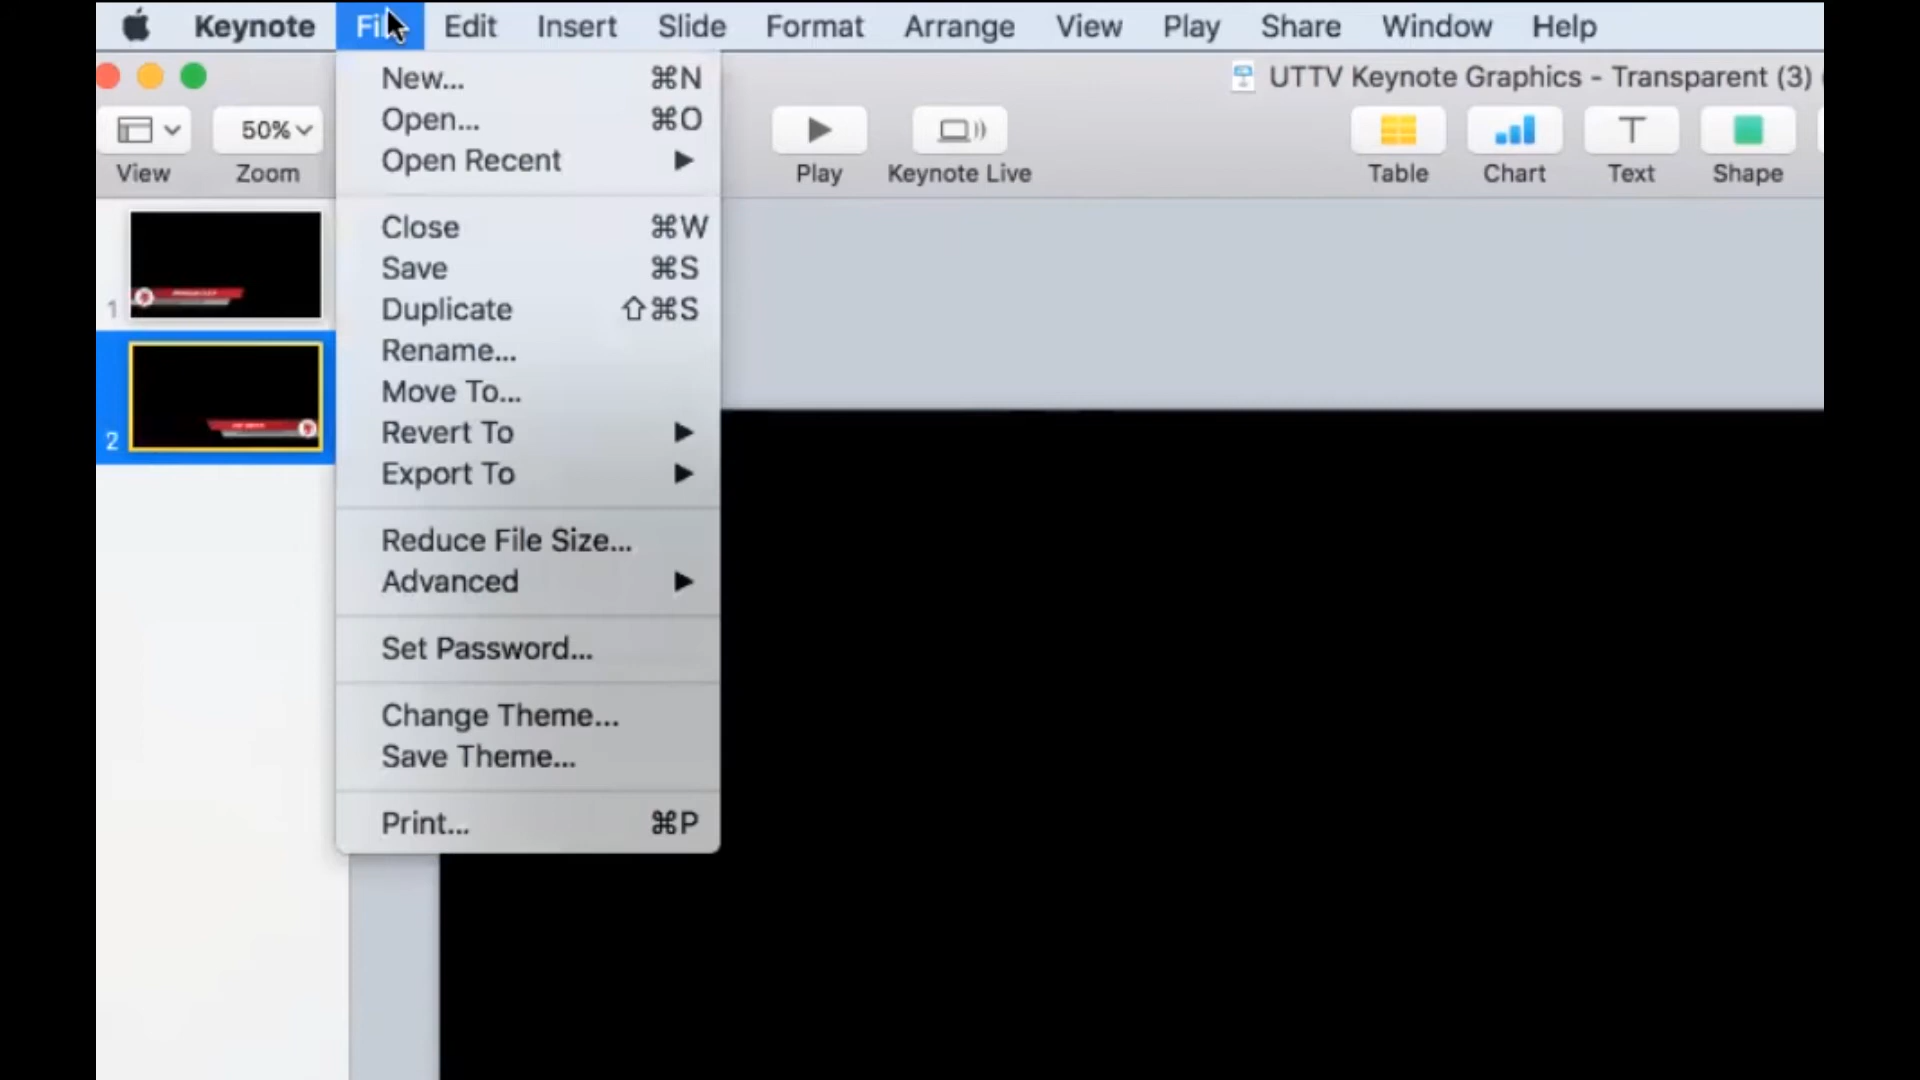 Keynote Edit Insert Slide Format Arrange View Play Share Window Help
UTTV Keynote Graphics - Transparent (3)
50%
View Zoom Play Keynote Live Table Chart Text Shape
New... ⌘N
Open... ⌘O
Open Recent
Close ⌘W
Save ⌘S
Duplicate ⇧⌘S
Rename...
Move To...
Revert To
Export To
Reduce File Size...
Advanced
Set Password...
Change Theme...
Save Theme...
Print... ⌘P
1
2